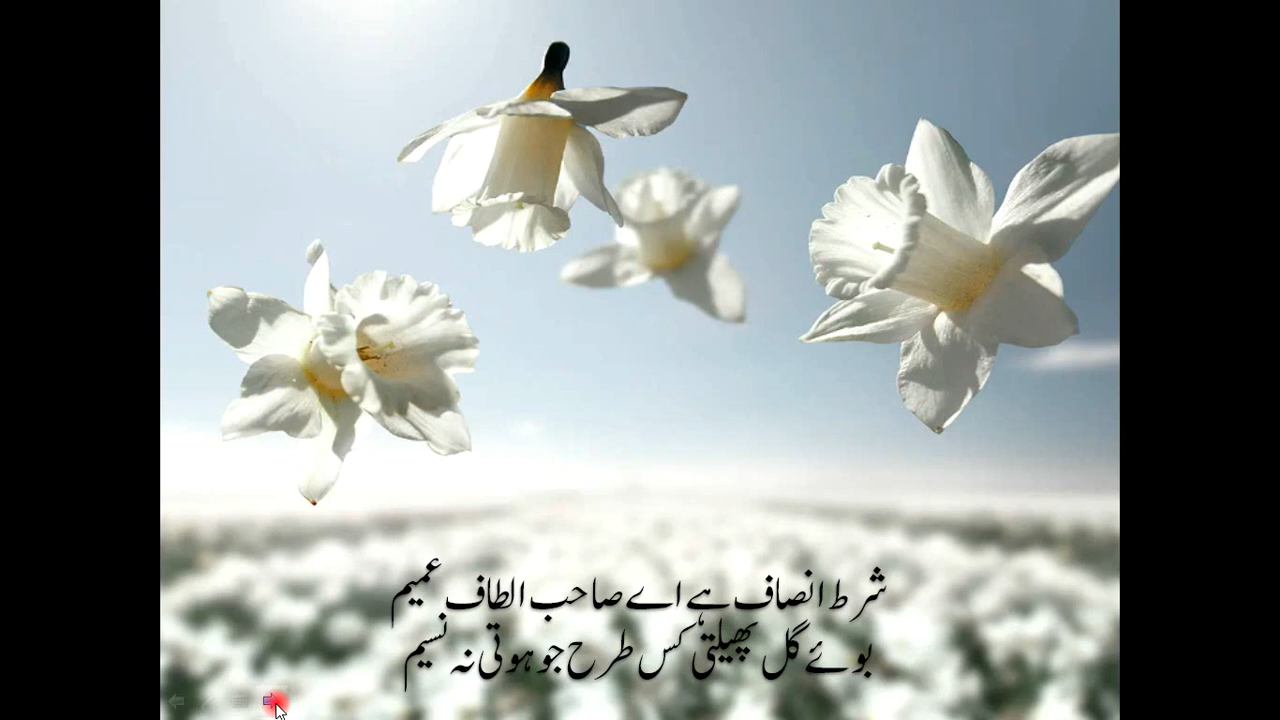 شرط انصاف ہے اے صاحب الطاف عمیم
بوئے گل پھیلتی کس طرح جو ہوتی نہ نسیم